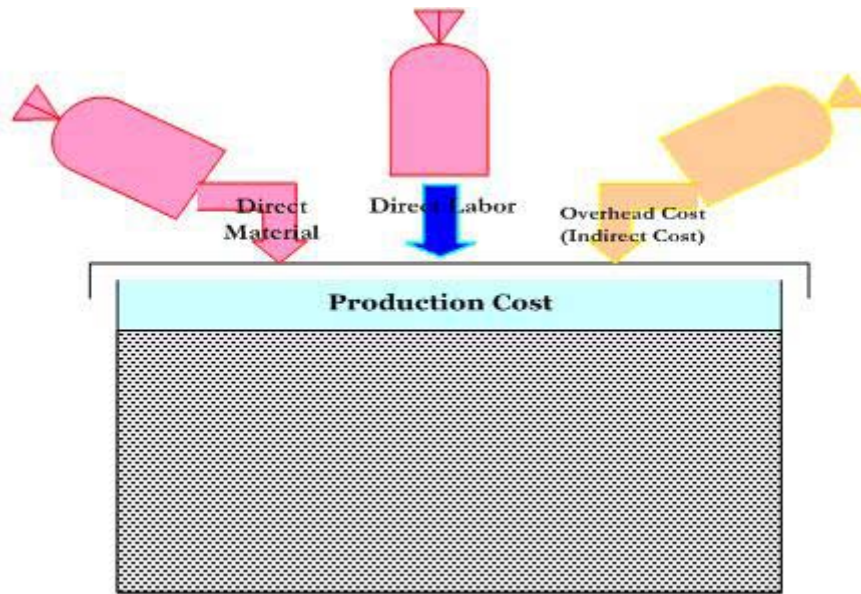 Direct
Material
Direct Labor
Overhead Cost
(Indirect Cost)
Production Cost